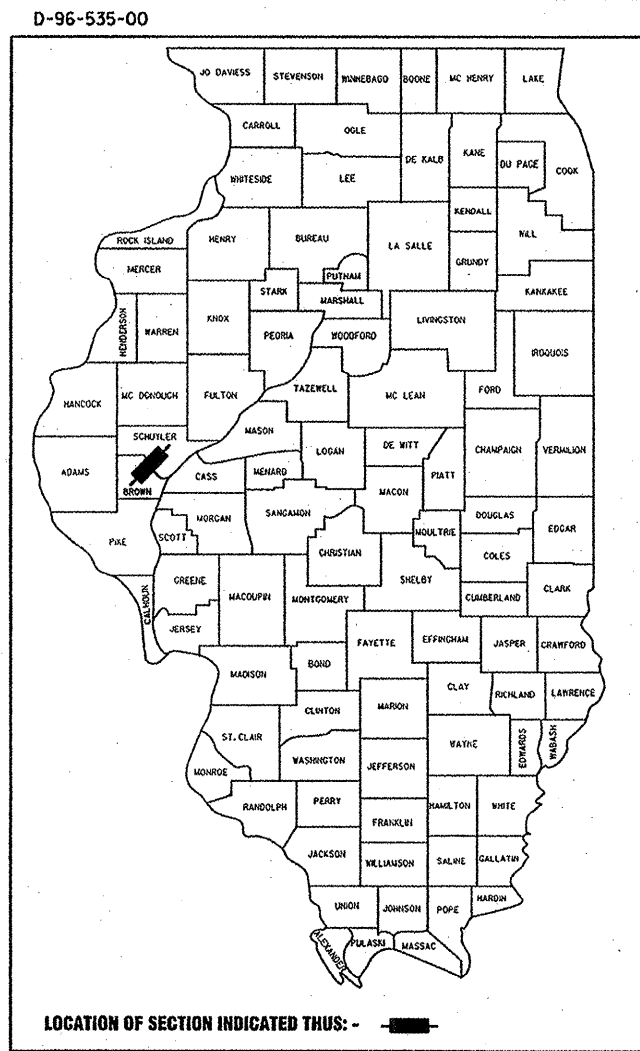 D-96-535-00
JO DAVIESS
STEVENSON
WINNEBAGO
BOONE
MC HENRY
LAKE
CARROLL
OGLE
DE KALB
KANE
DU PAGE
COOK
WHITESIDE
LEE
KENDALL
WILL
ROCK ISLAND
HENRY
BUREAU
LA SALLE
GRUNDY
MERCER
PUTNAM
STARK
MARSHALL
KANKAKEE
HENDERSON
WARREN
KNOX
PEORIA
WOODFORD
LIVINGSTON
IROQUOIS
HANCOCK
MC DONOUGH
FULTON
TAZEWELL
MC LEAN
FORD
SCHUYLER
MASON
LOGAN
DE WITT
CHAMPAIGN
VERMILION
ADAMS
BROWN
CASS
MENARD
MACON
PIATT
PIKE
SCOTT
MORGAN
SANGAMON
CHRISTIAN
MOULTRIE
DOUGLAS
EDGAR
COLES
CALHOUN
GREENE
MACOUPIN
MONTGOMERY
SHELBY
CUMBERLAND
CLARK
JERSEY
FAYETTE
EFFINGHAM
JASPER
CRAWFORD
MADISON
BOND
CLAY
RICHLAND
LAWRENCE
CLINTON
MARION
ST. CLAIR
WAYNE
EDWARDS
WABASH
MONROE
WASHINGTON
JEFFERSON
RANDOLPH
PERRY
HAMILTON
WHITE
FRANKLIN
JACKSON
WILLIAMSON
SALINE
GALLATIN
UNION
JOHNSON
POPE
HARDIN
ALEXANDER
PULASKI
MASSAC
LOCATION OF SECTION INDICATED THUS: -